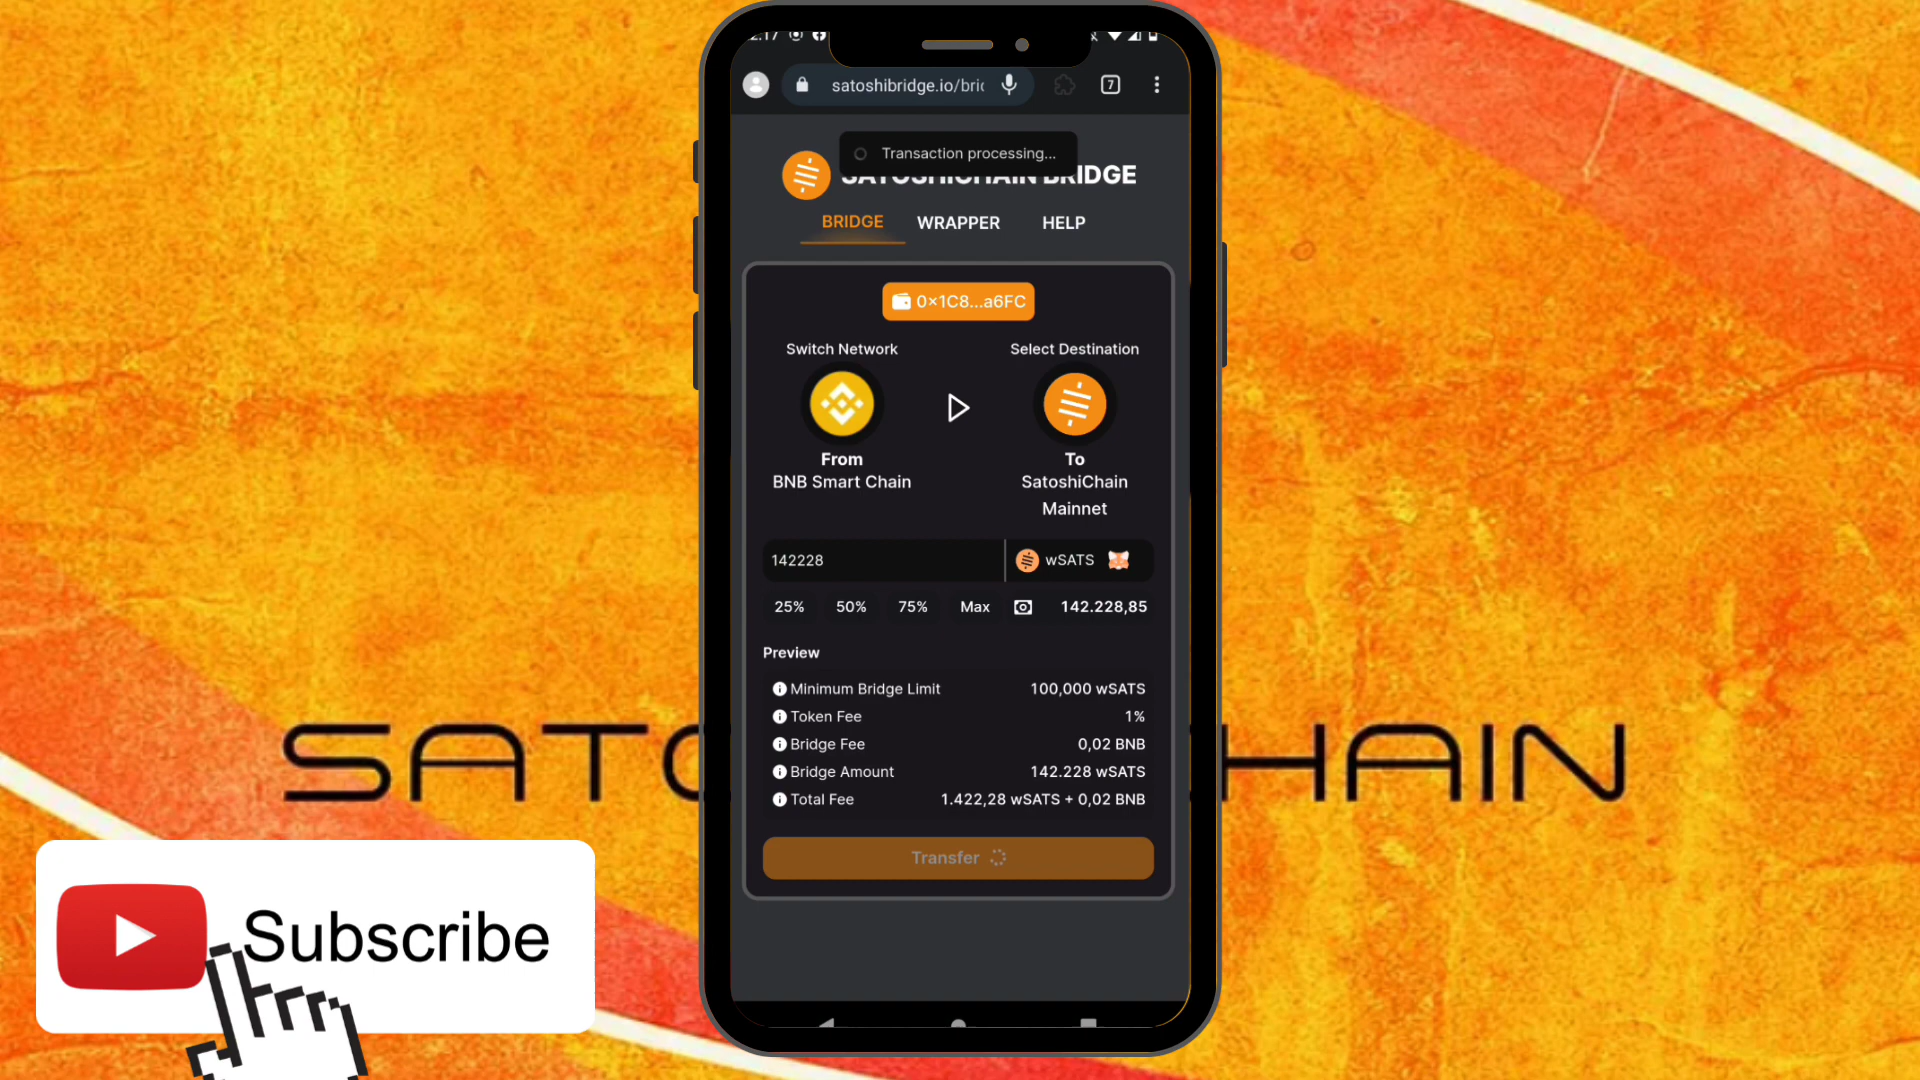 satoshibridge.io/bric
7
Transaction processing...
SATOSHICHAIN BRIDGE
BRIDGE WRAPPER HELP
0x1C8...a6FC
Switch Network Select Destination
From To
BNB Smart Chain SatoshiChain
Mainnet
142228 wSATS
25% 50% 75% Max 142.228,85
Preview
Minimum Bridge Limit 100,000 wSATS
Token Fee 1%
Bridge Fee 0,02 BNB
Bridge Amount 142.228 wSATS
Total Fee 1.422,28 wSATS + 0,02 BNB
Transfer
SATO HAIN
Subscribe